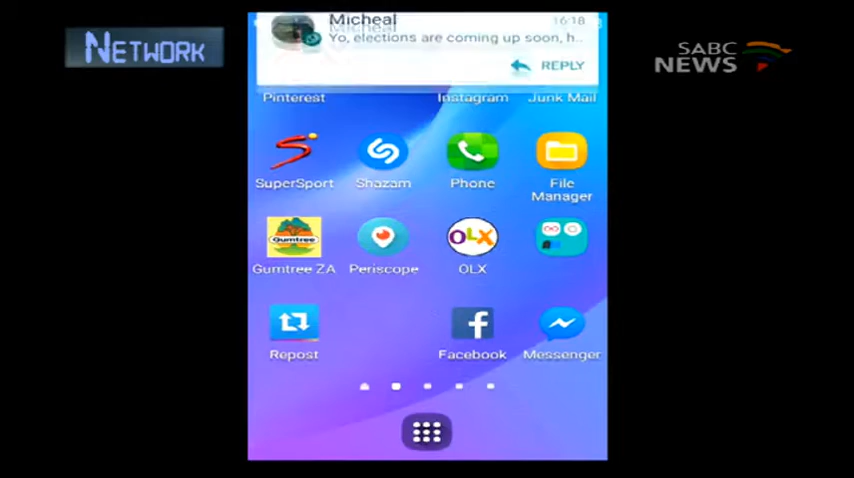 NETWORK
SABC
NEWS
Micheal
16:18
Micheal
Yo, elections are coming up soon, h..
REPLY
Pinterest
Instagram
Junk Mail
SuperSport
Shazam
Phone
File
Manager
Gumtree
OLX
Gumtree ZA
Periscope
OLX
Repost
Facebook
Messenger